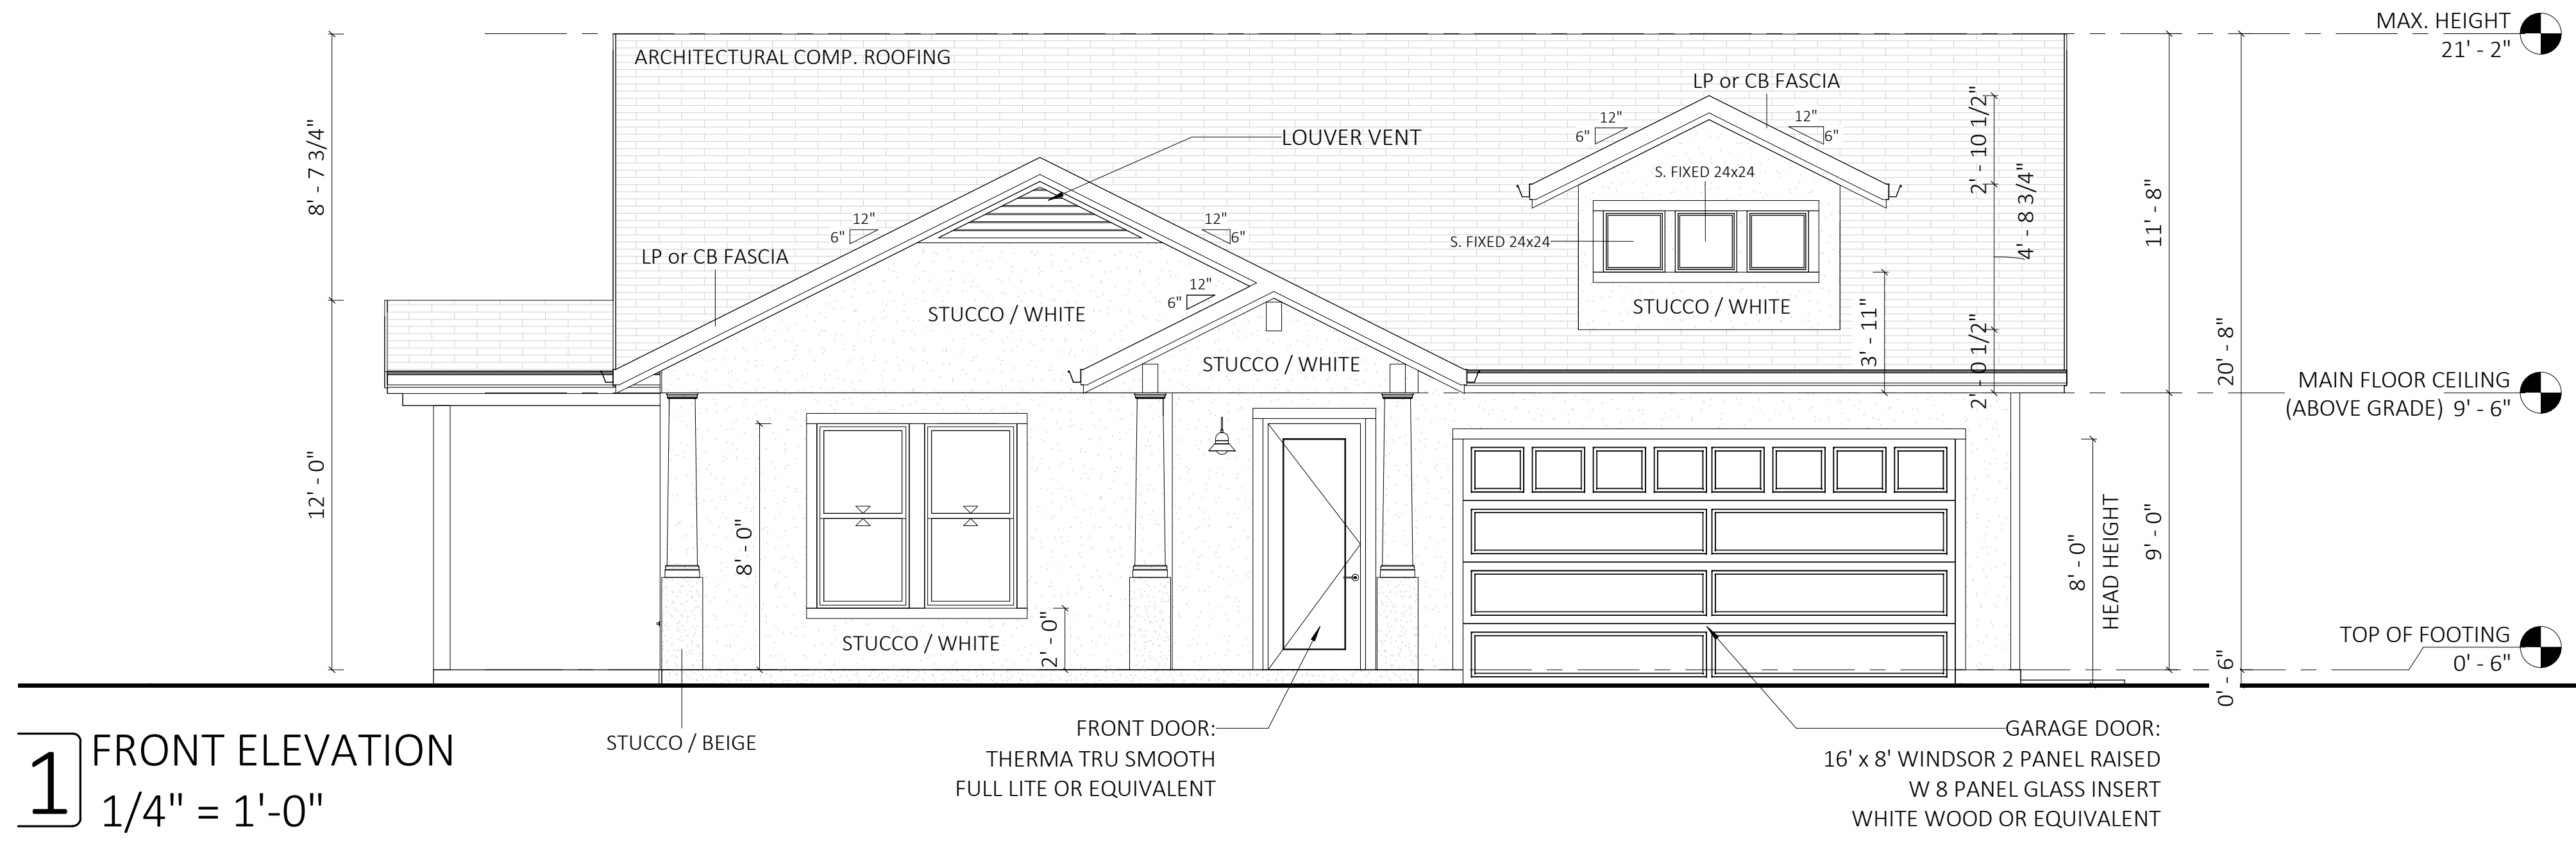 MAX. HEIGHT
21' - 2"
ARCHITECTURAL COMP. ROOFING
LP or CB FASCIA
12"
6"
12"
6"
2' - 10 1/2"
8' - 7 3/4"
LOUVER VENT
S. FIXED 24x24
4' - 8 3/4"
11' - 8"
12"
6"
12"
6"
S. FIXED 24x24
LP or CB FASCIA
12"
6"
STUCCO / WHITE
STUCCO / WHITE
3' - 11"
2' - 0 1/2"
20' - 8"
STUCCO / WHITE
MAIN FLOOR CEILING
(ABOVE GRADE) 9' - 6"
12' - 0"
8' - 0"
8' - 0"
HEAD HEIGHT
9' - 0"
2' - 0"
STUCCO / WHITE
TOP OF FOOTING
0' - 6"
0' - 6"
STUCCO / BEIGE
FRONT DOOR:
THERMA TRU SMOOTH
FULL LITE OR EQUIVALENT
GARAGE DOOR:
16' x 8' WINDSOR 2 PANEL RAISED
W 8 PANEL GLASS INSERT
WHITE WOOD OR EQUIVALENT
1
FRONT ELEVATION
1/4" = 1'-0"